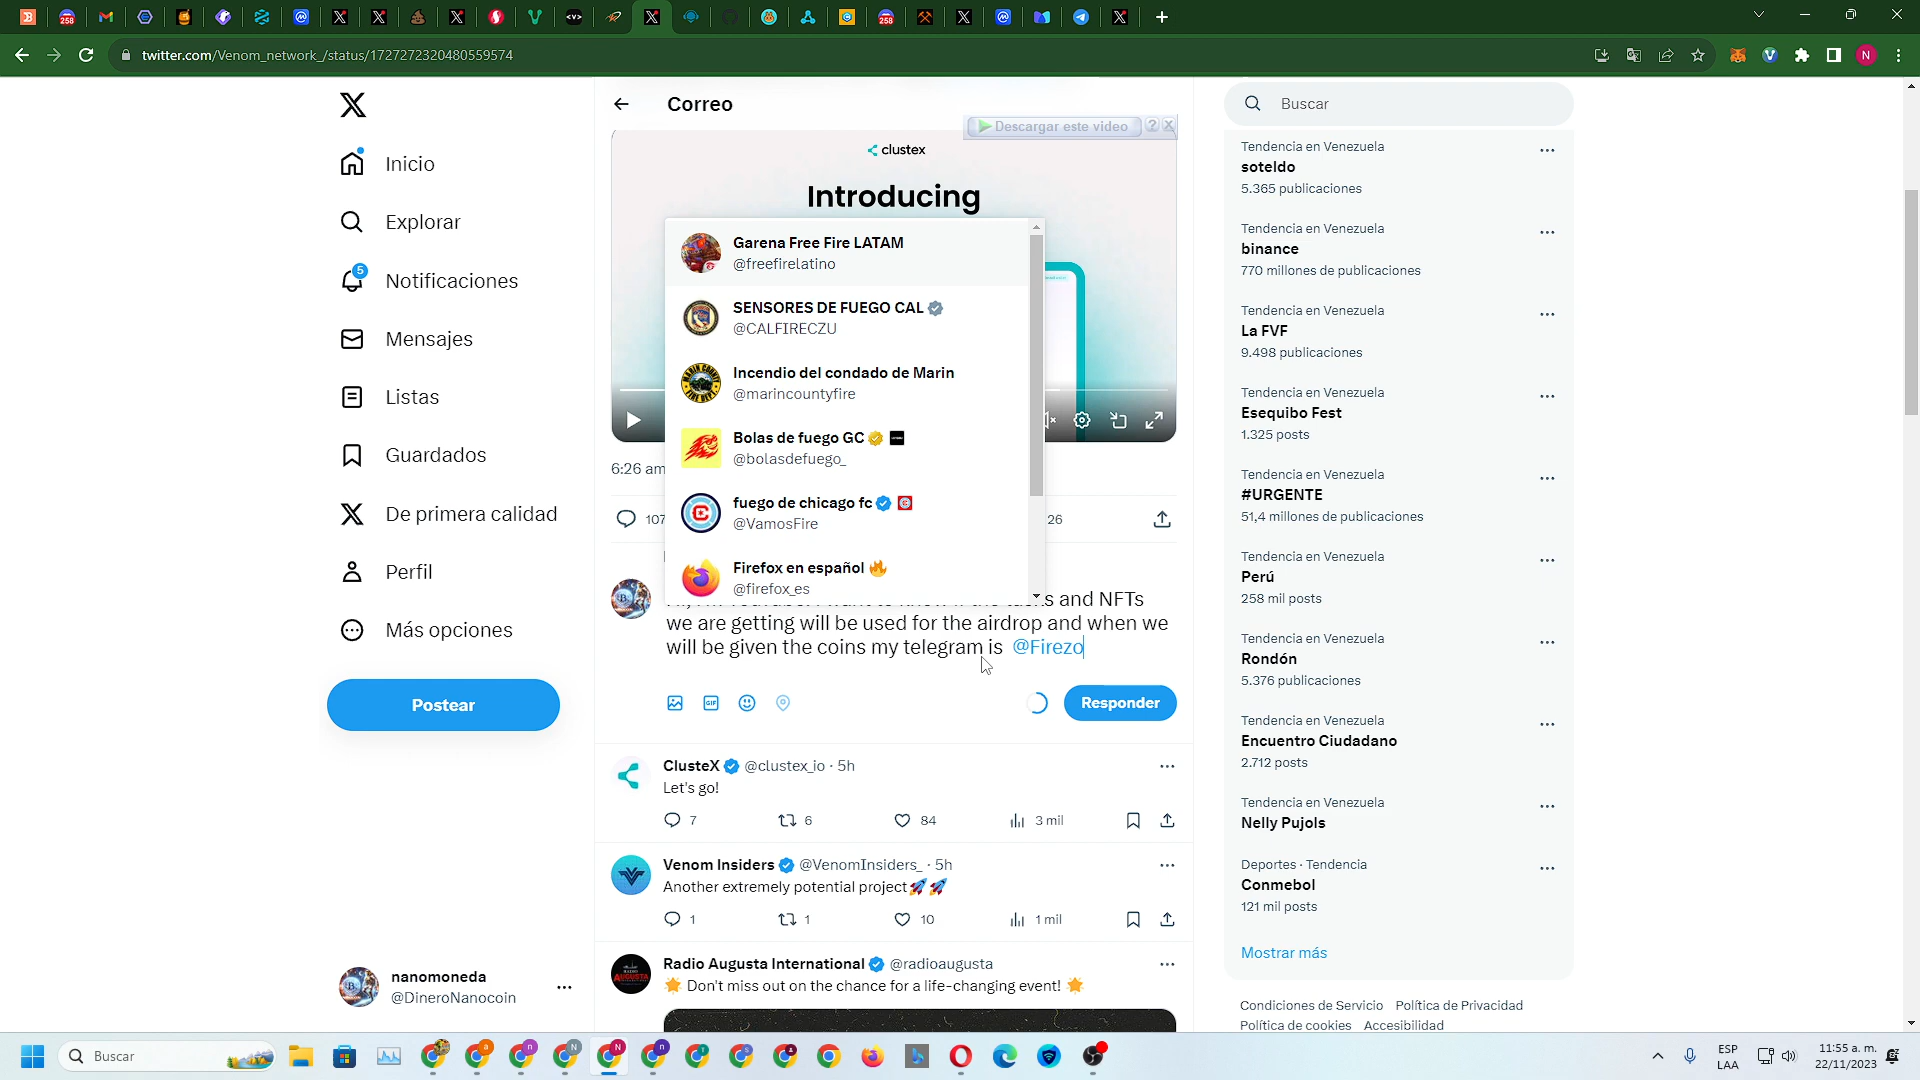 twitter.com/Venom_network_/status/1727272320480559574
Inicio
Explorar
5
Notificaciones
Mensajes
Listas
Guardados
De primera calidad
Perfil
Más opciones
Postear
nanomoneda
@DineroNanocoin
Correo
Descargar este video
clustex
Introducing
Garena Free Fire LATAM
@freefirelatino
SENSORES DE FUEGO CAL
@CALFIRECZU
Incendio del condado de Marin
@marincountyfire
Bolas de fuego GC
@bolasdefuego_
fuego de chicago fc
@VamosFire
Firefox en español
@firefox_es
6:26 am
107
26
and NFTs
we are getting will be used for the airdrop and when we
will be given the coins my telegram is @Firezo
GIF
Responder
ClusteX @clustex_io · 5h
Let's go!
7 6 84 3 mil
Venom Insiders @VenomInsiders_ · 5h
Another extremely potential project
1 1 10 1 mil
Radio Augusta International @radioaugusta
Don't miss out on the chance for a life-changing event!
Buscar
Tendencia en Venezuela
soteldo
5.365 publicaciones
Tendencia en Venezuela
binance
770 millones de publicaciones
Tendencia en Venezuela
La FVF
9.498 publicaciones
Tendencia en Venezuela
Esequibo Fest
1.325 posts
Tendencia en Venezuela
#URGENTE
51,4 millones de publicaciones
Tendencia en Venezuela
Perú
258 mil posts
Tendencia en Venezuela
Rondón
5.376 publicaciones
Tendencia en Venezuela
Encuentro Ciudadano
2.712 posts
Tendencia en Venezuela
Nelly Pujols
Deportes · Tendencia
Conmebol
121 mil posts
Mostrar más
Condiciones de Servicio Política de Privacidad
Política de cookies Accesibilidad
Buscar
ESP
LAA
11:55 a. m.
22/11/2023